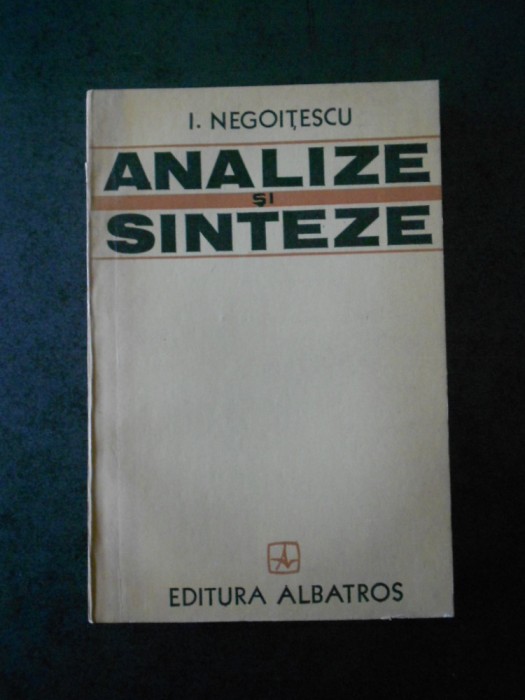 I. NEGOIȚESCU
ANALIZE
ȘI
SINTEZE
EDITURA ALBATROS